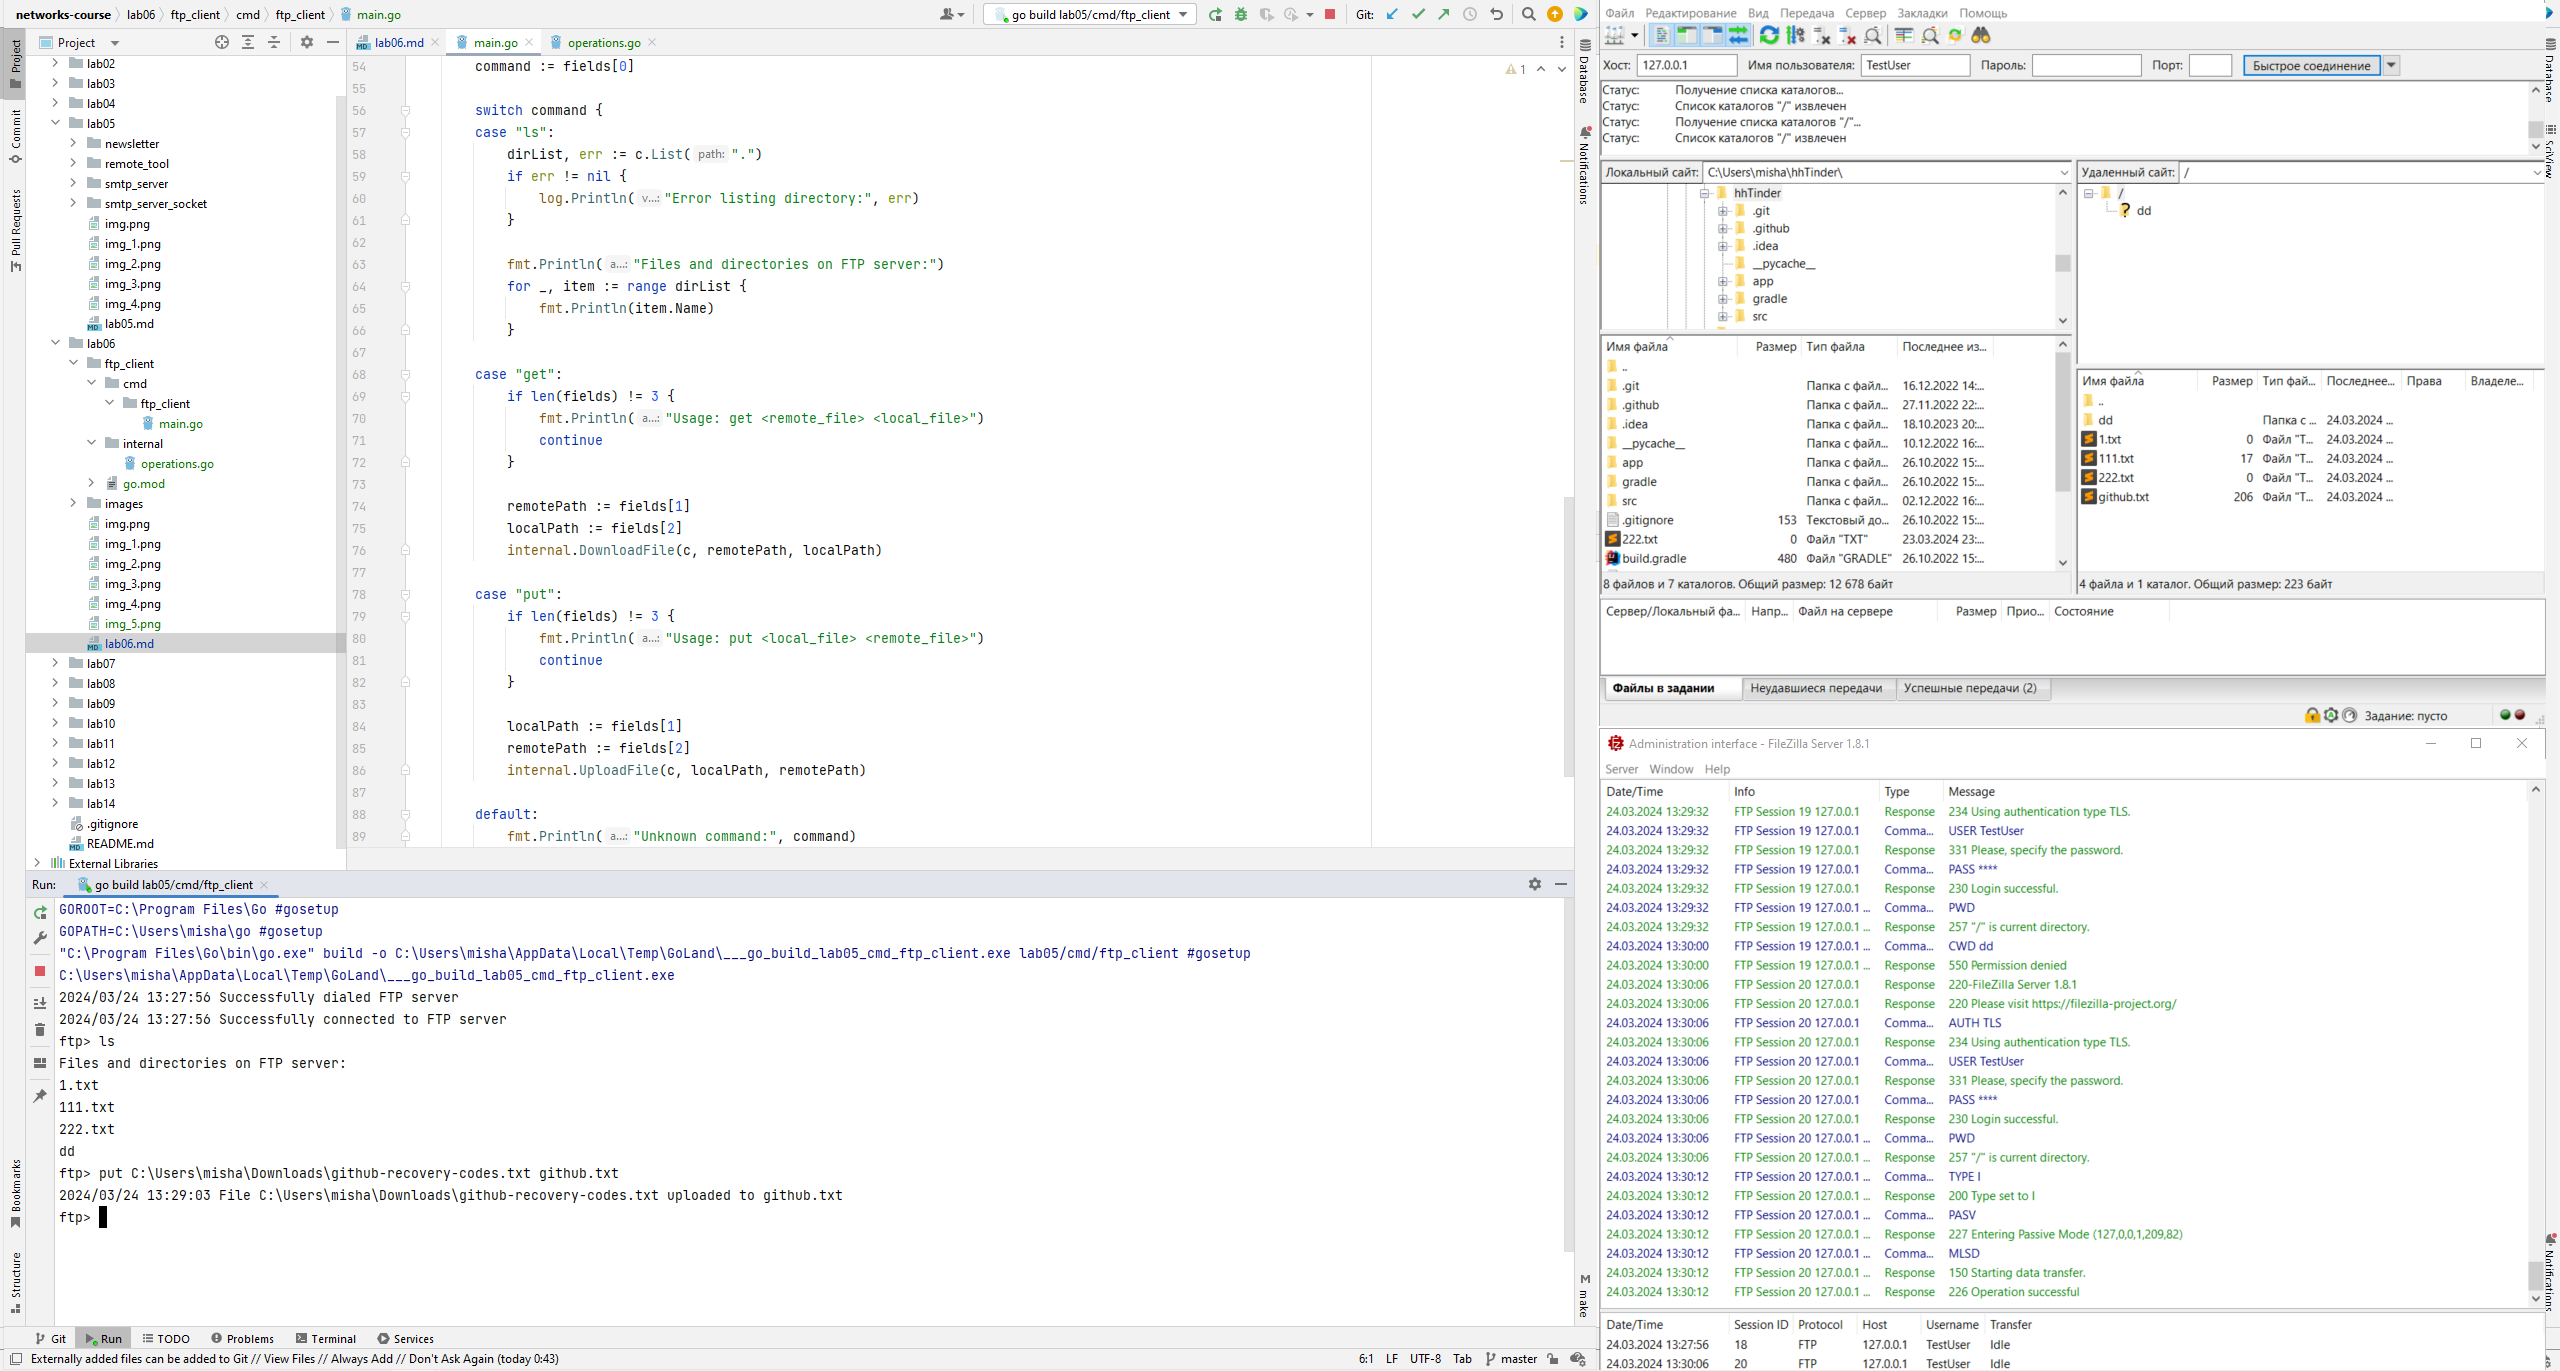 networks-course lab06 ftp_client cmd ftp_client main.go
go build lab05/cmd/ftp_client
Git:
Project
lab06.md
main.go
operations.go
Project
Commit
Pull Requests
Bookmarks
Structure
lab02
lab03
lab04
lab05
newsletter
remote_tool
smtp_server
smtp_server_socket
img.png
img_1.png
img_2.png
img_3.png
img_4.png
lab05.md
lab06
ftp_client
cmd
ftp_client
main.go
internal
operations.go
go.mod
images
img.png
img_1.png
img_2.png
img_3.png
img_4.png
img_5.png
lab06.md
lab07
lab08
lab09
lab10
lab11
lab12
lab13
lab14
.gitignore
README.md
External Libraries
1
54 command := fields[0]
55
56 switch command {
57 case "ls":
58 dirList, err := c.List( path: ".")
59 if err != nil {
60 log.Println( v...: "Error listing directory:", err)
61 }
62
63 fmt.Println( a...: "Files and directories on FTP server:")
64 for _, item := range dirList {
65 fmt.Println(item.Name)
66 }
67
68 case "get":
69 if len(fields) != 3 {
70 fmt.Println( a...: "Usage: get <remote_file> <local_file>")
71 continue
72 }
73
74 remotePath := fields[1]
75 localPath := fields[2]
76 internal.DownloadFile(c, remotePath, localPath)
77
78 case "put":
79 if len(fields) != 3 {
80 fmt.Println( a...: "Usage: put <local_file> <remote_file>")
81 continue
82 }
83
84 localPath := fields[1]
85 remotePath := fields[2]
86 internal.UploadFile(c, localPath, remotePath)
87
88 default:
89 fmt.Println( a...: "Unknown command:", command)
Database
Notifications
make
Run: go build lab05/cmd/ftp_client
GOROOT=C:\Program Files\Go #gosetup
GOPATH=C:\Users\misha\go #gosetup
"C:\Program Files\Go\bin\go.exe" build -o C:\Users\misha\AppData\Local\Temp\GoLand\___go_build_lab05_cmd_ftp_client.exe lab05/cmd/ftp_client #gosetup
C:\Users\misha\AppData\Local\Temp\GoLand\___go_build_lab05_cmd_ftp_client.exe
2024/03/24 13:27:56 Successfully dialed FTP server
2024/03/24 13:27:56 Successfully connected to FTP server
ftp> ls
Files and directories on FTP server:
1.txt
111.txt
222.txt
dd
ftp> put C:\Users\misha\Downloads\github-recovery-codes.txt github.txt
2024/03/24 13:29:03 File C:\Users\misha\Downloads\github-recovery-codes.txt uploaded to github.txt
ftp>
Git Run TODO Problems Terminal Services
Externally added files can be added to Git // View Files // Always Add // Don't Ask Again (today 0:43)
6:1 LF UTF-8 Tab master
Файл Редактирование Вид Передача Сервер Закладки Помощь
Хост: 127.0.0.1 Имя пользователя: TestUser Пароль: Порт: Быстрое соединение
Статус: Получение списка каталогов...
Статус: Список каталогов "/" извлечен
Статус: Получение списка каталогов "/"...
Статус: Список каталогов "/" извлечен
Локальный сайт: C:\Users\misha\hhTinder\
hhTinder
.git
.github
.idea
__pycache__
app
gradle
src
Удаленный сайт: /
/
dd
Имя файла Размер Тип файла Последнее из...
..
.git Папка с файл... 16.12.2022 14:...
.github Папка с файл... 27.11.2022 22:...
.idea Папка с файл... 18.10.2023 20:...
__pycache__ Папка с файл... 10.12.2022 16:...
app Папка с файл... 26.10.2022 15:...
gradle Папка с файл... 26.10.2022 15:...
src Папка с файл... 02.12.2022 16:...
.gitignore 153 Текстовый до... 26.10.2022 15:...
222.txt 0 Файл "TXT" 23.03.2024 23:...
build.gradle 480 Файл "GRADLE" 26.10.2022 15:...
8 файлов и 7 каталогов. Общий размер: 12 678 байт
Имя файла Размер Тип фай... Последнее... Права Владеле...
..
dd Папка с ... 24.03.2024 ...
1.txt 0 Файл "T... 24.03.2024 ...
111.txt 17 Файл "T... 24.03.2024 ...
222.txt 0 Файл "T... 24.03.2024 ...
github.txt 206 Файл "T... 24.03.2024 ...
4 файла и 1 каталог. Общий размер: 223 байт
Сервер/Локальный фа... Напр... Файл на сервере Размер Прио... Состояние
Файлы в задании Неудавшиеся передачи Успешные передачи (2)
Задание: пусто
Administration interface - FileZilla Server 1.8.1
Server Window Help
Date/Time Info Type Message
24.03.2024 13:29:32 FTP Session 19 127.0.0.1 Response 234 Using authentication type TLS.
24.03.2024 13:29:32 FTP Session 19 127.0.0.1 Comma... USER TestUser
24.03.2024 13:29:32 FTP Session 19 127.0.0.1 Response 331 Please, specify the password.
24.03.2024 13:29:32 FTP Session 19 127.0.0.1 Comma... PASS ****
24.03.2024 13:29:32 FTP Session 19 127.0.0.1 Response 230 Login successful.
24.03.2024 13:29:32 FTP Session 19 127.0.0.1 ... Comma... PWD
24.03.2024 13:29:32 FTP Session 19 127.0.0.1 ... Response 257 "/" is current directory.
24.03.2024 13:30:00 FTP Session 19 127.0.0.1 ... Comma... CWD dd
24.03.2024 13:30:00 FTP Session 19 127.0.0.1 ... Response 550 Permission denied
24.03.2024 13:30:06 FTP Session 20 127.0.0.1 Response 220-FileZilla Server 1.8.1
24.03.2024 13:30:06 FTP Session 20 127.0.0.1 Response 220 Please visit https://filezilla-project.org/
24.03.2024 13:30:06 FTP Session 20 127.0.0.1 Comma... AUTH TLS
24.03.2024 13:30:06 FTP Session 20 127.0.0.1 Response 234 Using authentication type TLS.
24.03.2024 13:30:06 FTP Session 20 127.0.0.1 Comma... USER TestUser
24.03.2024 13:30:06 FTP Session 20 127.0.0.1 Response 331 Please, specify the password.
24.03.2024 13:30:06 FTP Session 20 127.0.0.1 Comma... PASS ****
24.03.2024 13:30:06 FTP Session 20 127.0.0.1 Response 230 Login successful.
24.03.2024 13:30:06 FTP Session 20 127.0.0.1 ... Comma... PWD
24.03.2024 13:30:06 FTP Session 20 127.0.0.1 ... Response 257 "/" is current directory.
24.03.2024 13:30:12 FTP Session 20 127.0.0.1 ... Comma... TYPE I
24.03.2024 13:30:12 FTP Session 20 127.0.0.1 ... Response 200 Type set to I
24.03.2024 13:30:12 FTP Session 20 127.0.0.1 ... Comma... PASV
24.03.2024 13:30:12 FTP Session 20 127.0.0.1 ... Response 227 Entering Passive Mode (127,0,0,1,209,82)
24.03.2024 13:30:12 FTP Session 20 127.0.0.1 ... Comma... MLSD
24.03.2024 13:30:12 FTP Session 20 127.0.0.1 ... Response 150 Starting data transfer.
24.03.2024 13:30:12 FTP Session 20 127.0.0.1 ... Response 226 Operation successful
Date/Time Session ID Protocol Host Username Transfer
24.03.2024 13:27:56 18 FTP 127.0.0.1 TestUser Idle
24.03.2024 13:30:06 20 FTP 127.0.0.1 TestUser Idle
Database
SciView
Notifications